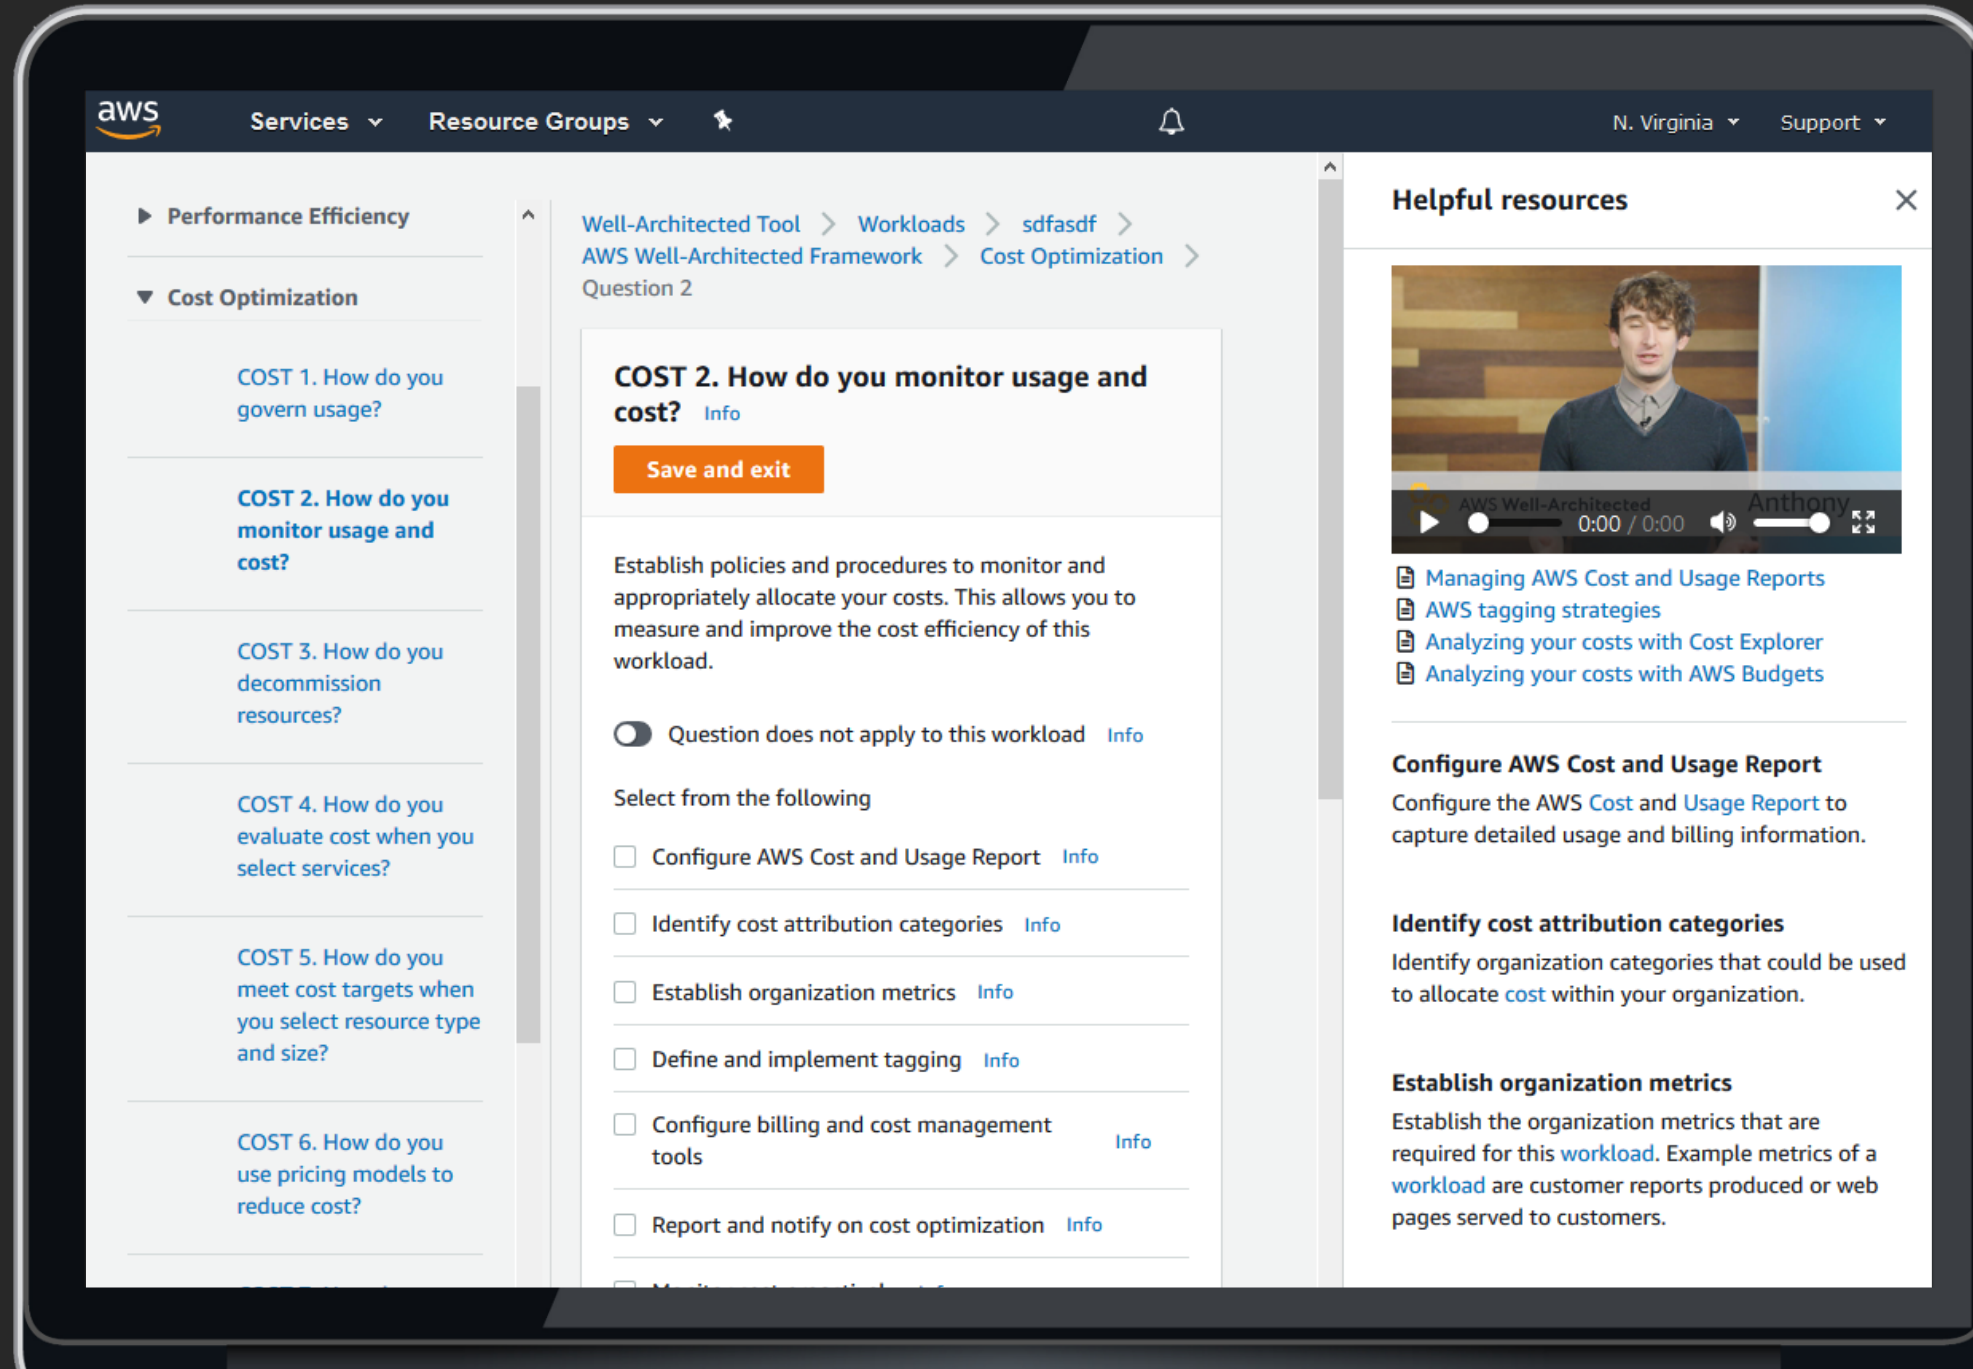 aws
Services
Resource Groups
N. Virginia
Support
Performance Efficiency
Cost Optimization
COST 1. How do you
govern usage?
COST 2. How do you
monitor usage and
cost?
COST 3. How do you
decommission
resources?
COST 4. How do you
evaluate cost when you
select services?
COST 5. How do you
meet cost targets when
you select resource type
and size?
COST 6. How do you
use pricing models to
reduce cost?
Well-Architected Tool > Workloads > sdfasdf >
AWS Well-Architected Framework > Cost Optimization >
Question 2
COST 2. How do you monitor usage and
cost? Info
Save and exit
Establish policies and procedures to monitor and
appropriately allocate your costs. This allows you to
measure and improve the cost efficiency of this
workload.
Question does not apply to this workload Info
Select from the following
Configure AWS Cost and Usage Report Info
Identify cost attribution categories Info
Establish organization metrics Info
Define and implement tagging Info
Configure billing and cost management
tools Info
Report and notify on cost optimization Info
Helpful resources
AWS Well-Architected
Anthony
0:00 / 0:00
Managing AWS Cost and Usage Reports
AWS tagging strategies
Analyzing your costs with Cost Explorer
Analyzing your costs with AWS Budgets
Configure AWS Cost and Usage Report
Configure the AWS Cost and Usage Report to
capture detailed usage and billing information.
Identify cost attribution categories
Identify organization categories that could be used
to allocate cost within your organization.
Establish organization metrics
Establish the organization metrics that are
required for this workload. Example metrics of a
workload are customer reports produced or web
pages served to customers.